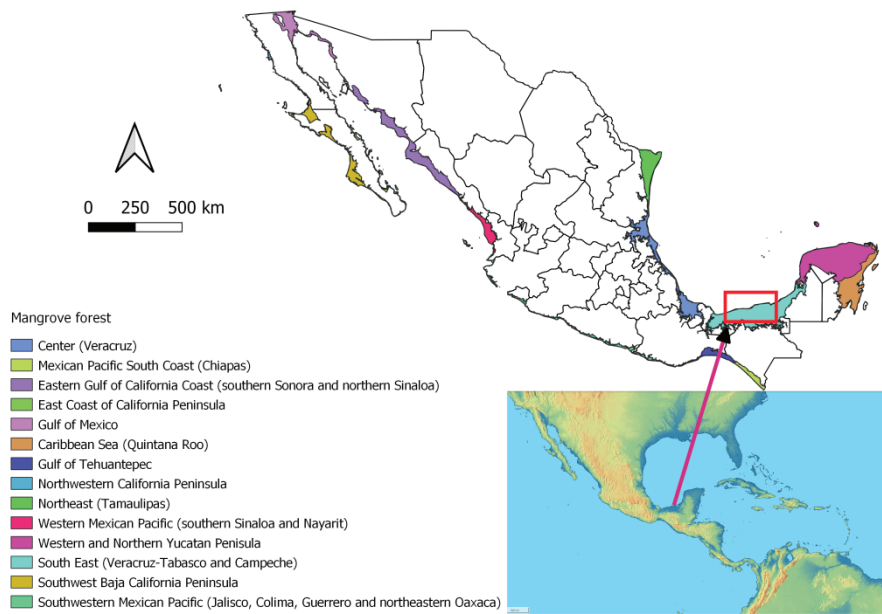 0 250 500 km
Mangrove forest
Center (Veracruz)
Mexican Pacific South Coast (Chiapas)
Eastern Gulf of California Coast (southern Sonora and northern Sinaloa)
East Coast of California Peninsula
Gulf of Mexico
Caribbean Sea (Quintana Roo)
Gulf of Tehuantepec
Northwestern California Peninsula
Northeast (Tamaulipas)
Western Mexican Pacific (southern Sinaloa and Nayarit)
Western and Northern Yucatan Penisula
South East (Veracruz-Tabasco and Campeche)
Southwest Baja California Peninsula
Southwestern Mexican Pacific (Jalisco, Colima, Guerrero and northeastern Oaxaca)